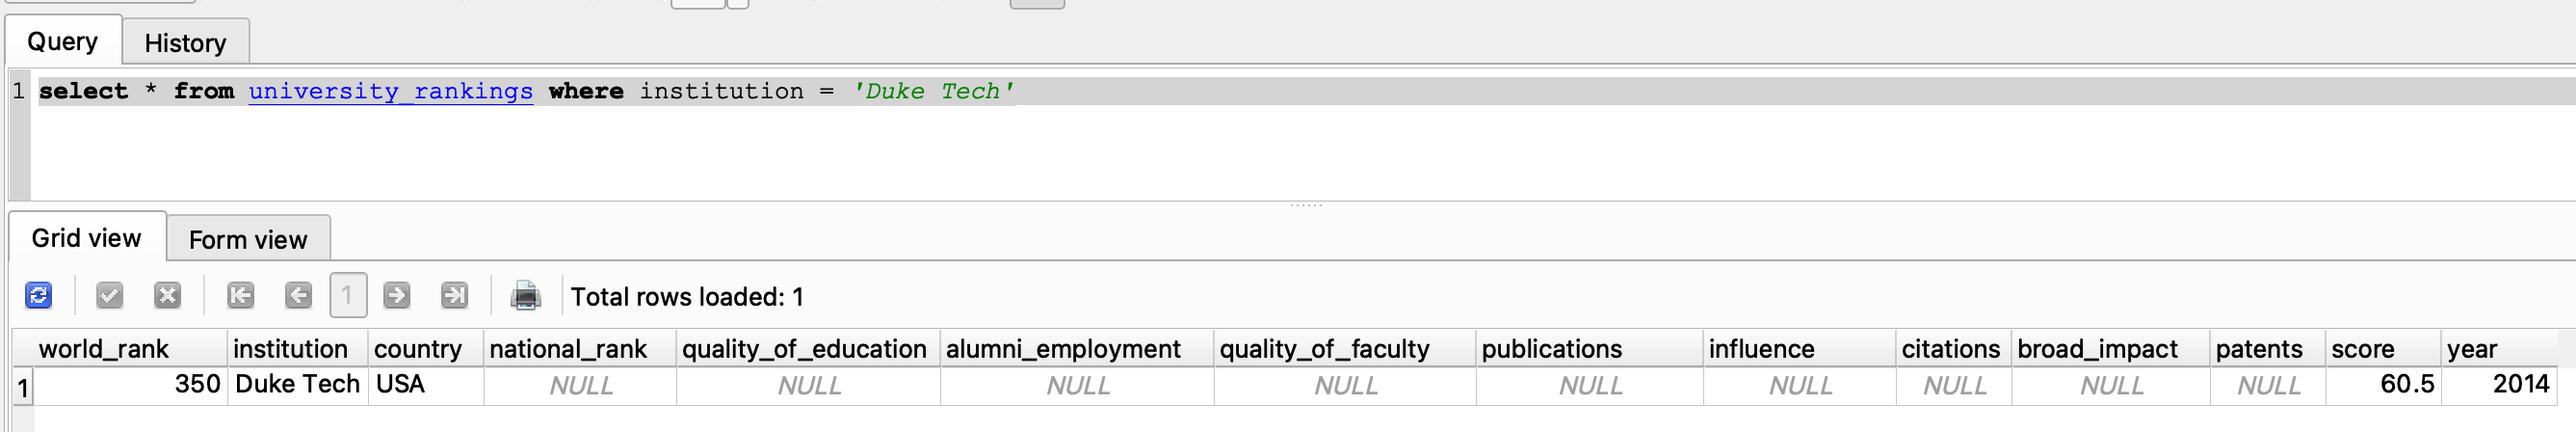 Query History
1 select * from university_rankings where institution = 'Duke Tech'
Grid view Form view
1 Total rows loaded: 1
world_rank institution country national_rank quality_of_education alumni_employment quality_of_faculty publications influence citations broad_impact patents score year
1 350 Duke Tech USA NULL NULL NULL NULL NULL NULL NULL NULL NULL 60.5 2014